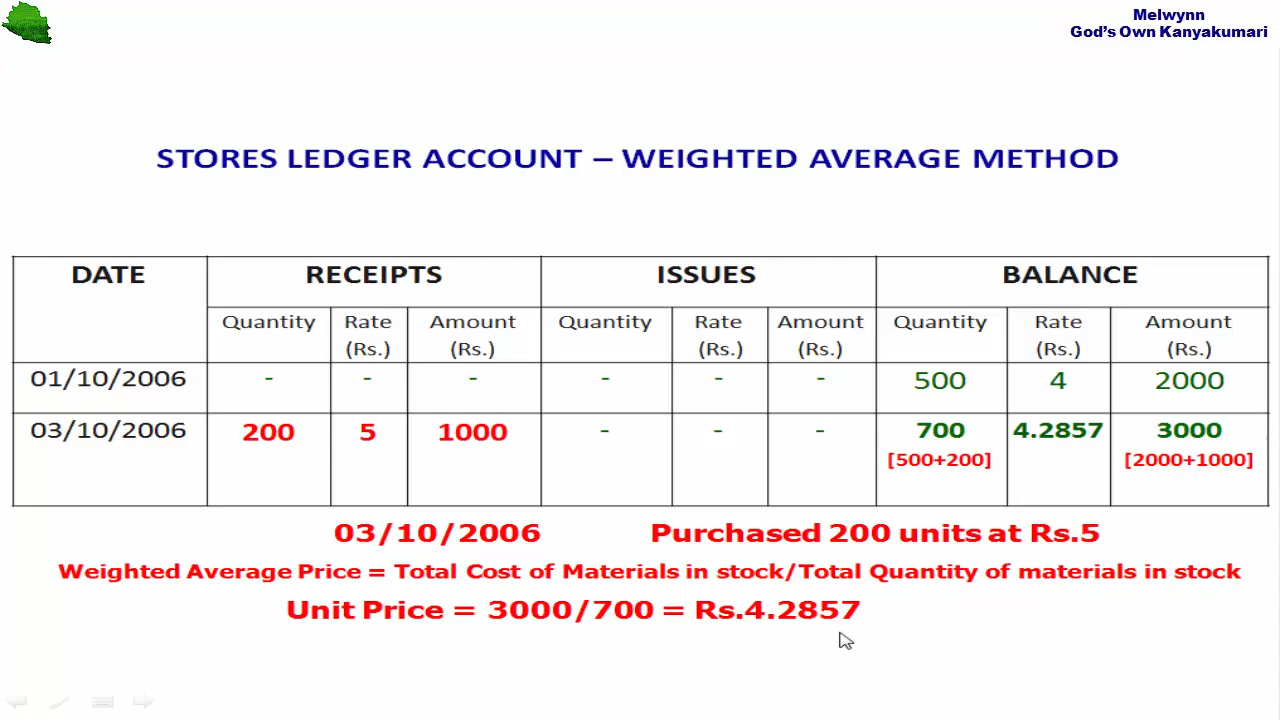 Melwynn
God's Own Kanyakumari
STORES LEDGER ACCOUNT – WEIGHTED AVERAGE METHOD
DATE RECEIPTS ISSUES BALANCE
Quantity Rate (Rs.) Amount (Rs.) Quantity Rate (Rs.) Amount (Rs.) Quantity Rate (Rs.) Amount (Rs.)
01/10/2006 - - - - - - 500 4 2000
03/10/2006 200 5 1000 - - - 700 4.2857 3000
[500+200] [2000+1000]
03/10/2006 Purchased 200 units at Rs.5
Weighted Average Price = Total Cost of Materials in stock/Total Quantity of materials in stock
Unit Price = 3000/700 = Rs.4.2857